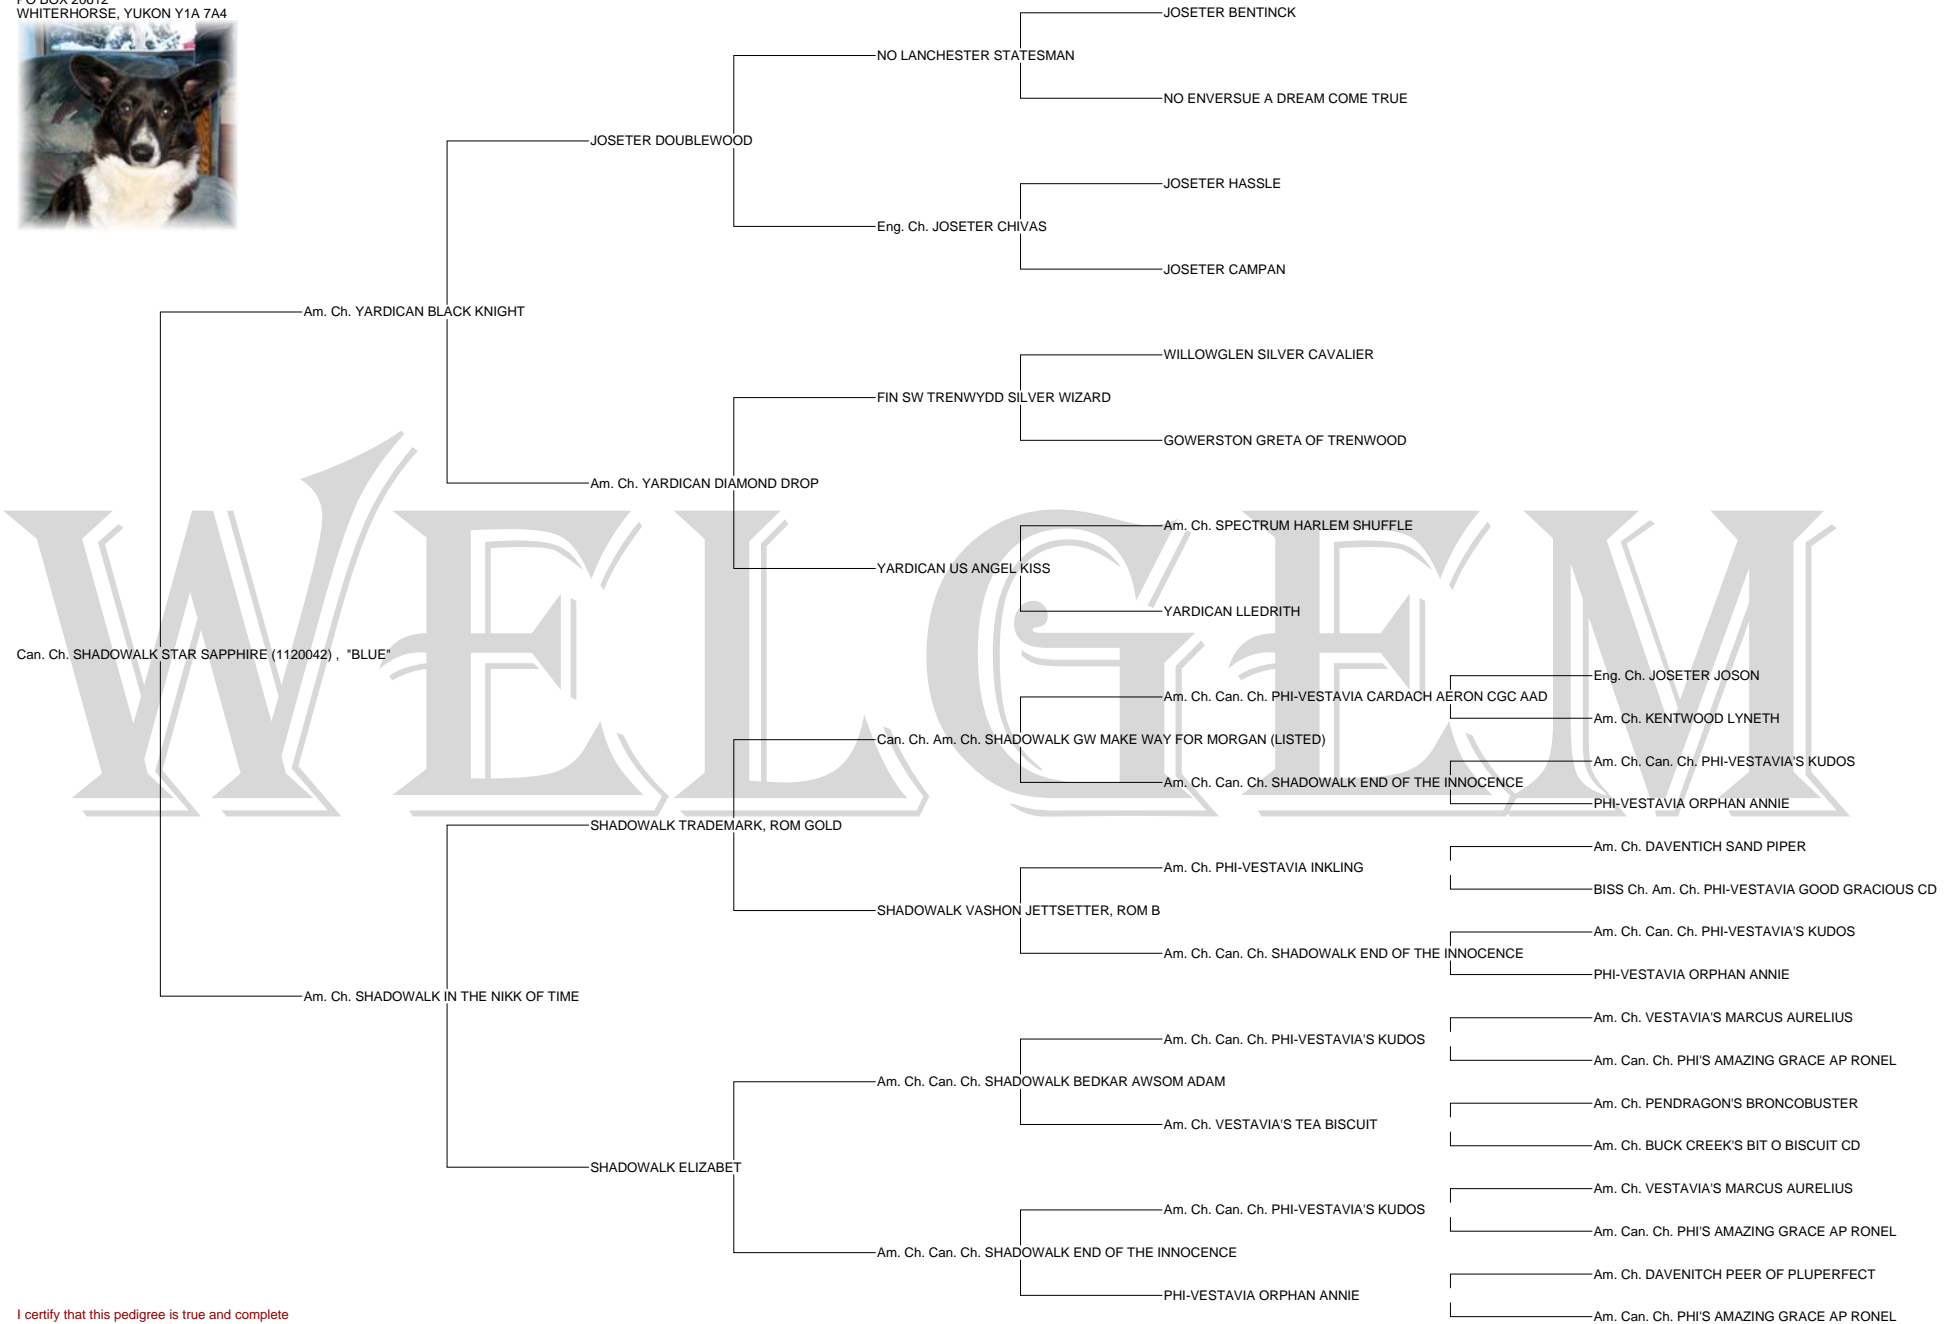 PO BOX 20612
WHITERHORSE, YUKON Y1A 7A4
JOSETER BENTINCK
NO LANCHESTER STATESMAN
NO ENVERSUE A DREAM COME TRUE
JOSETER DOUBLEWOOD
JOSETER HASSLE
Eng. Ch. JOSETER CHIVAS
JOSETER CAMPAN
Am. Ch. YARDICAN BLACK KNIGHT
WILLOWGLEN SILVER CAVALIER
FIN SW TRENWYDD SILVER WIZARD
GOWERSTON GRETA OF TRENWOOD
Am. Ch. YARDICAN DIAMOND DROP
Am. Ch. SPECTRUM HARLEM SHUFFLE
YARDICAN US ANGEL KISS
YARDICAN LLEDRITH
WELGEM
Can. Ch. SHADOWALK STAR SAPPHIRE (1120042) , "BLUE"
Eng. Ch. JOSETER JOSON
Am. Ch. Can. Ch. PHI-VESTAVIA CARDACH AERON CGC AAD
Am. Ch. KENTWOOD LYNETH
Can. Ch. Am. Ch. SHADOWALK GW MAKE WAY FOR MORGAN (LISTED)
Am. Ch. Can. Ch. PHI-VESTAVIA'S KUDOS
Am. Ch. Can. Ch. SHADOWALK END OF THE INNOCENCE
PHI-VESTAVIA ORPHAN ANNIE
SHADOWALK TRADEMARK, ROM GOLD
Am. Ch. DAVENTICH SAND PIPER
Am. Ch. PHI-VESTAVIA INKLING
BISS Ch. Am. Ch. PHI-VESTAVIA GOOD GRACIOUS CD
SHADOWALK VASHON JETTSETTER, ROM B
Am. Ch. Can. Ch. PHI-VESTAVIA'S KUDOS
Am. Ch. Can. Ch. SHADOWALK END OF THE INNOCENCE
PHI-VESTAVIA ORPHAN ANNIE
Am. Ch. SHADOWALK IN THE NIKK OF TIME
Am. Ch. VESTAVIA'S MARCUS AURELIUS
Am. Ch. Can. Ch. PHI-VESTAVIA'S KUDOS
Am. Can. Ch. PHI'S AMAZING GRACE AP RONEL
Am. Ch. Can. Ch. SHADOWALK BEDKAR AWSOM ADAM
Am. Ch. PENDRAGON'S BRONCOBUSTER
Am. Ch. VESTAVIA'S TEA BISCUIT
Am. Ch. BUCK CREEK'S BIT O BISCUIT CD
SHADOWALK ELIZABET
Am. Ch. VESTAVIA'S MARCUS AURELIUS
Am. Ch. Can. Ch. PHI-VESTAVIA'S KUDOS
Am. Can. Ch. PHI'S AMAZING GRACE AP RONEL
Am. Ch. Can. Ch. SHADOWALK END OF THE INNOCENCE
Am. Ch. DAVENITCH PEER OF PLUPERFECT
PHI-VESTAVIA ORPHAN ANNIE
Am. Can. Ch. PHI'S AMAZING GRACE AP RONEL
I certify that this pedigree is true and complete